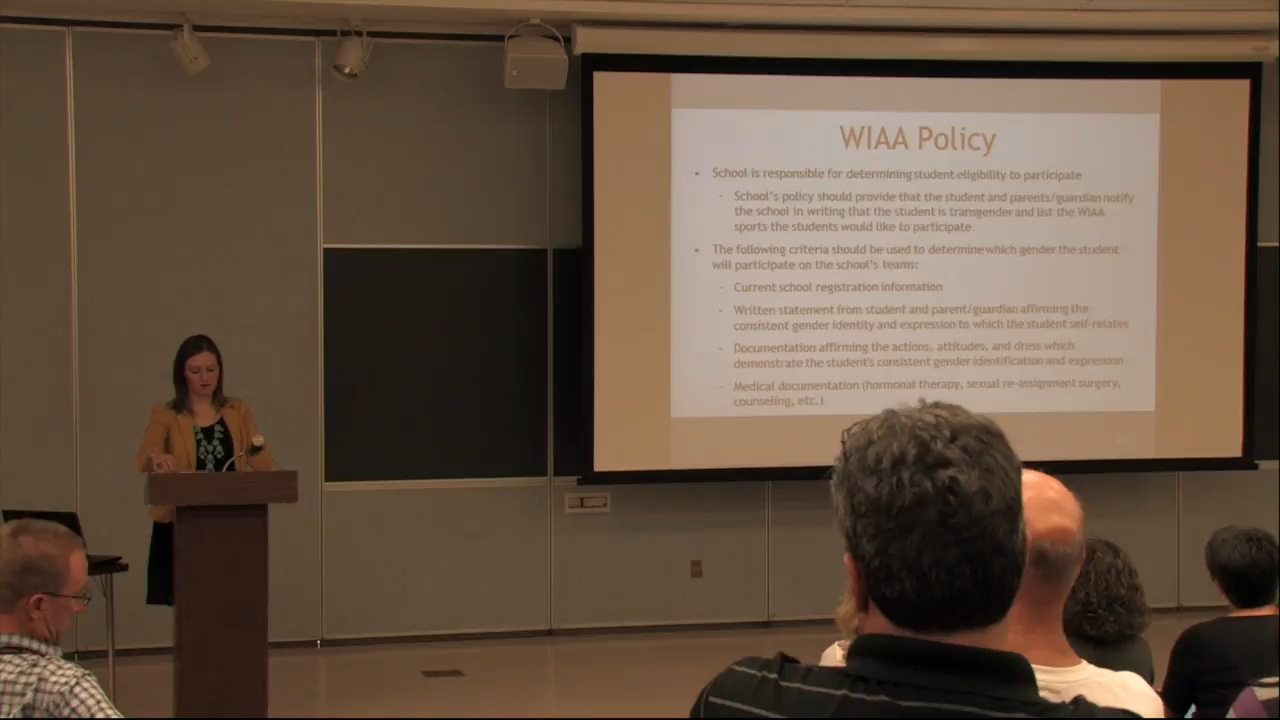 WIAA Policy
• School is responsible for determining student eligibility to participate
- School's policy should provide that the student and parents/guardian notify
the school in writing that the student is transgender and list the WIAA
sports the students would like to participate
• The following criteria should be used to determine which gender the student
will participate on the school's teams:
- Current school registration information
- Written statement from student and parent/guardian affirming the
consistent gender identity and expression to which the student self-relates
- Documentation affirming the actions, attitudes, and dress which
demonstrate the student's consistent gender identification and expression
- Medical documentation (hormonal therapy, sexual re-assignment surgery,
counseling, etc.)